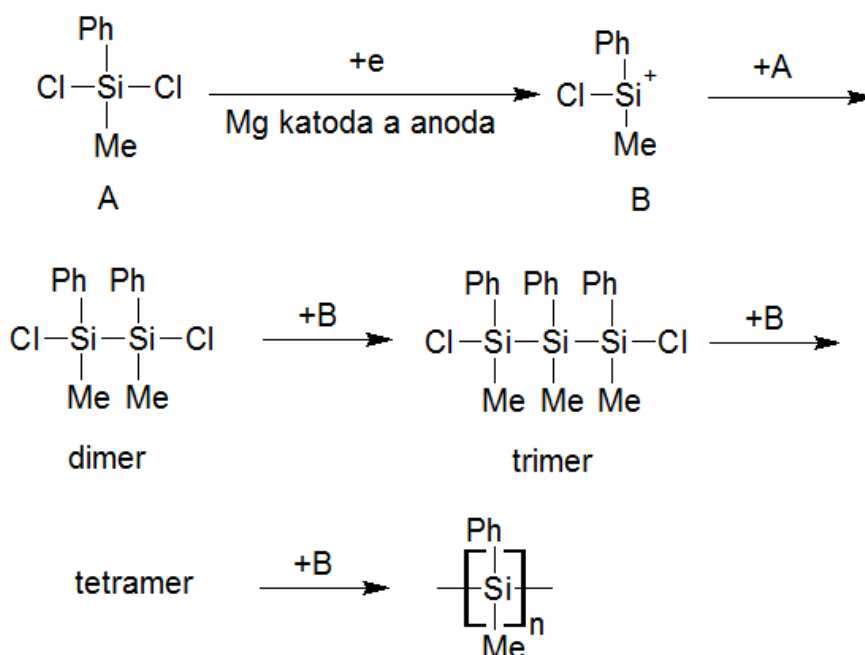 Ph Ph
Cl—Si—Cl +e Cl—Si+ +A
Mg katoda a anoda
Me Me
A B
Ph Ph Ph Ph Ph
Cl—Si—Si—Cl +B Cl—Si—Si—Si—Cl +B
Me Me Me Me Me
dimer trimer
Ph
tetramer +B Si
n
Me